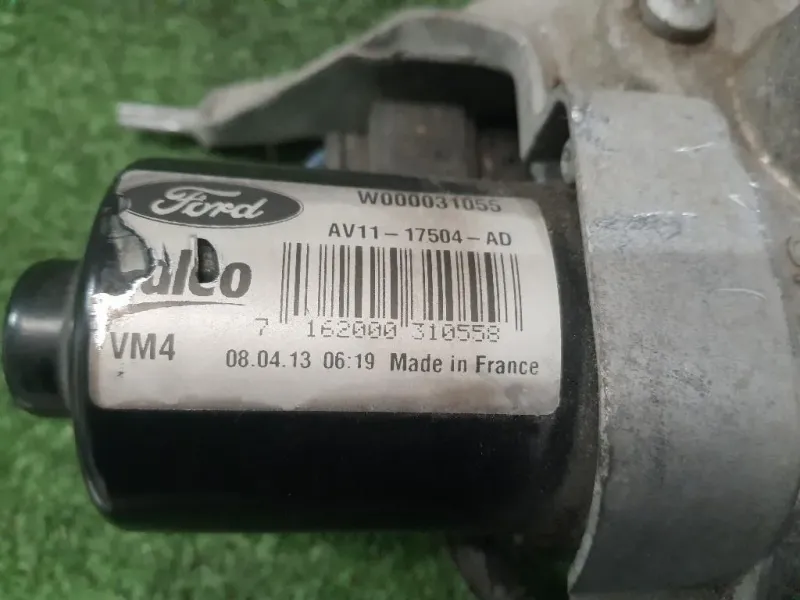 Ford
W000031055
AV11-17504-AD
7 162000 310558
VM4
08.04.13 06:19 Made in France